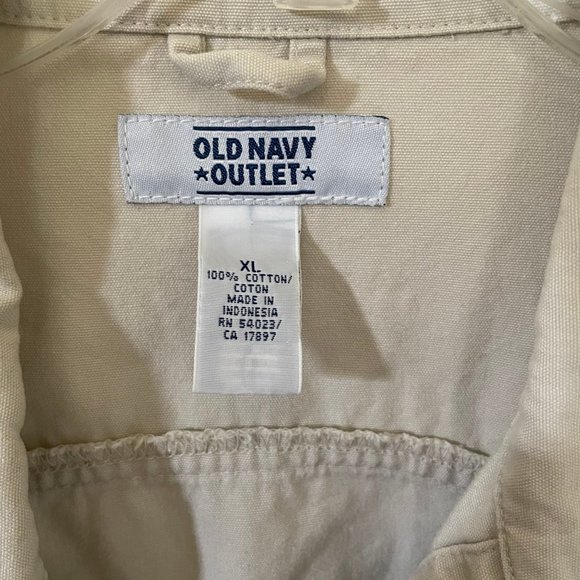 OLD NAVY
★OUTLET★
XL
100% COTTON/
COTON
MADE IN
INDONESIA
RN 54023/
CA 17897